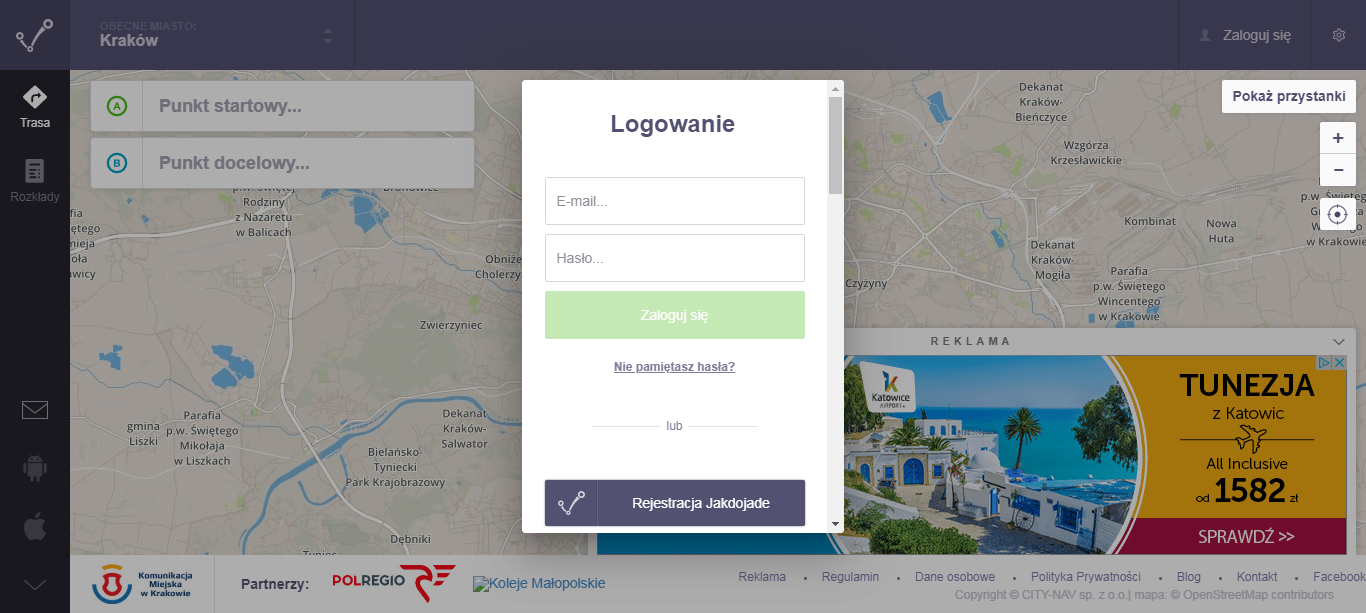 OBECNE MIASTO:
Kraków
Zaloguj się
Trasa
Rozkłady
A
Punkt startowy...
B
Punkt docelowy...
Pokaż przystanki
+
−
Logowanie
E-mail...
Hasło...
Zaloguj się
Nie pamiętasz hasła?
lub
Rejestracja Jakdojade
Dekanat
Kraków-
Bieńczyce
Wzgórza
Krzesławickie
Kombinat
Nowa
Huta
p.w. Święteg
w Krakowie
Dekanat
Kraków-
Mogiła
Parafia
p.w. Świętego
Wincentego
w Krakowie
Czyżyny
p.w. Świętej
Rodziny
z Nazaretu
w Balicach
Zwierzyniec
Parafia
p.w. Świętego
Mikołaja
w Liszkach
gmina
Liszki
Dekanat
Kraków-
Salwator
Bielańsko-
Tyniecki
Park Krajobrazowy
Dębniki
Tyniec
REKLAMA
Katowice
AIRPORT
TUNEZJA
z Katowic
All Inclusive
od 1582 zł
SPRAWDŹ >>
Komunikacja
Miejska
w Krakowie
Partnerzy:
POLREGIO
Koleje Małopolskie
Reklama • Regulamin • Dane osobowe • Polityka Prywatności • Blog • Kontakt • Facebook
Copyright © CITY-NAV sp. z o.o.| mapa: © OpenStreetMap contributors